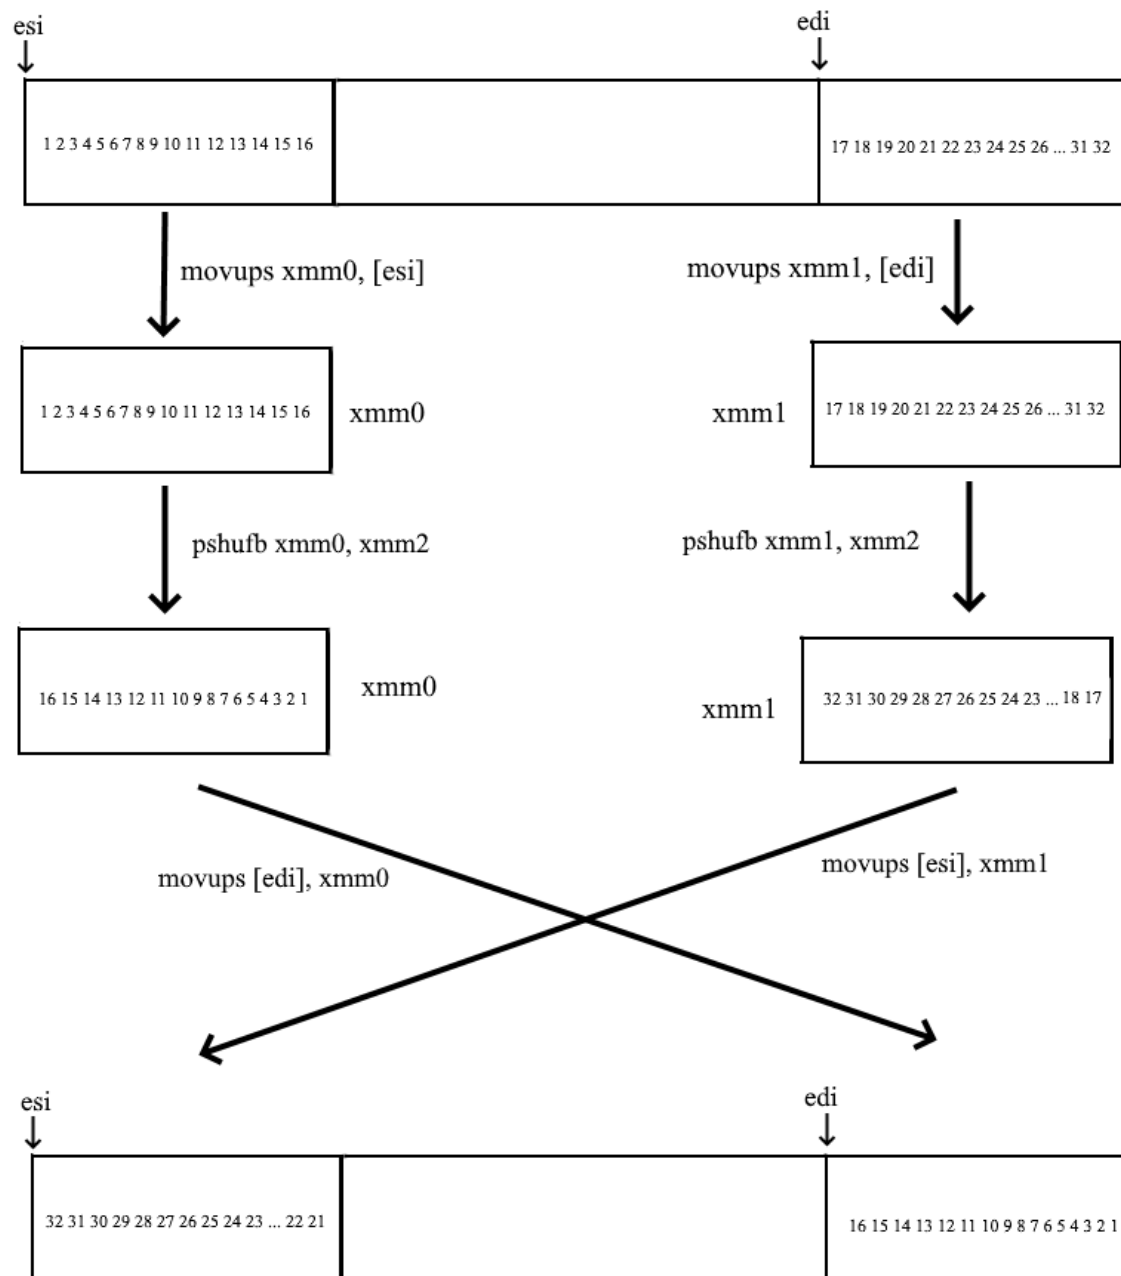 esi
edi
1 2 3 4 5 6 7 8 9 10 11 12 13 14 15 16
17 18 19 20 21 22 23 24 25 26 ... 31 32
movups xmm0, [esi]
movups xmm1, [edi]
1 2 3 4 5 6 7 8 9 10 11 12 13 14 15 16
xmm0
xmm1
17 18 19 20 21 22 23 24 25 26 ... 31 32
pshufb xmm0, xmm2
pshufb xmm1, xmm2
16 15 14 13 12 11 10 9 8 7 6 5 4 3 2 1
xmm0
xmm1
32 31 30 29 28 27 26 25 24 23 ... 18 17
movups [edi], xmm0
movups [esi], xmm1
esi
edi
32 31 30 29 28 27 26 25 24 23 ... 22 21
16 15 14 13 12 11 10 9 8 7 6 5 4 3 2 1